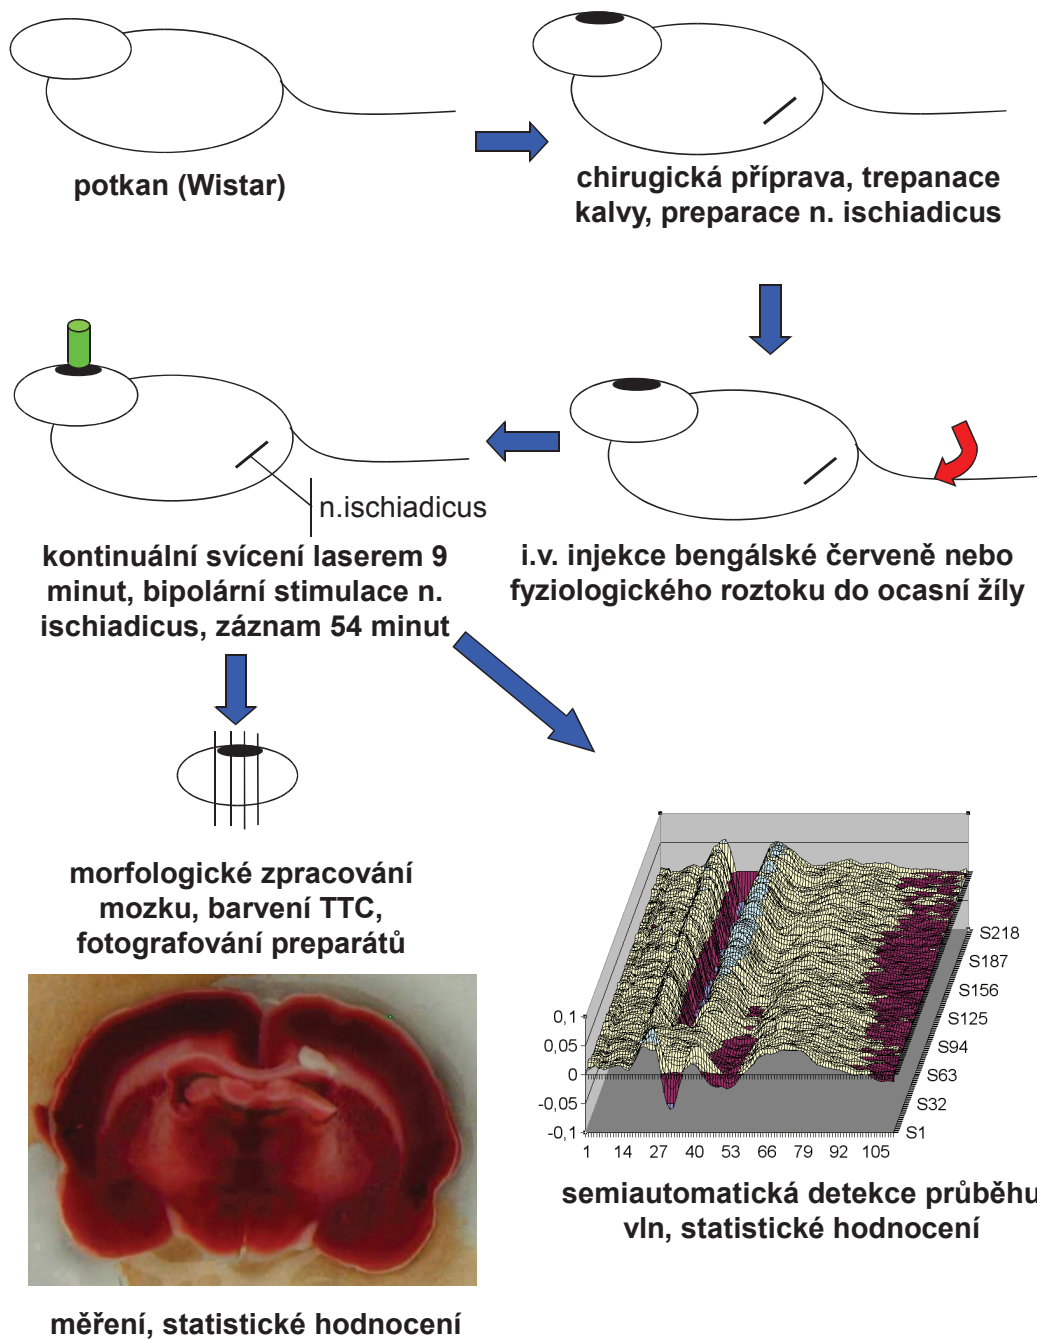 potkan (Wistar)
chirugická příprava, trepanace
kalvy, preparace n. ischiadicus
n.ischiadicus
kontinuální svícení laserem 9
minut, bipolární stimulace n.
ischiadicus, záznam 54 minut
i.v. injekce bengálské červeně nebo
fyziologického roztoku do ocasní žíly
morfologické zpracování
mozku, barvení TTC,
fotografování preparátů
0,1
0,05
0
-0,05
-0,1
1 14 27 40 53 66 79 92 105
S218
S187
S156
S125
S94
S63
S32
S1
semiautomatická detekce průběhu
vln, statistické hodnocení
měření, statistické hodnocení